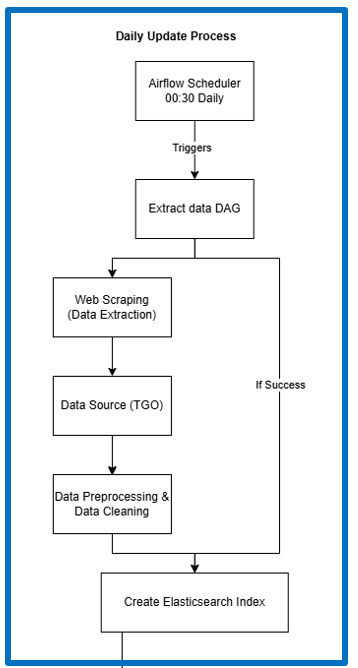 Daily Update Process
Airflow Scheduler
00:30 Daily
Triggers
Extract data DAG
Web Scraping
(Data Extraction)
Data Source (TGO)
If Success
Data Preprocessing &
Data Cleaning
Create Elasticsearch Index